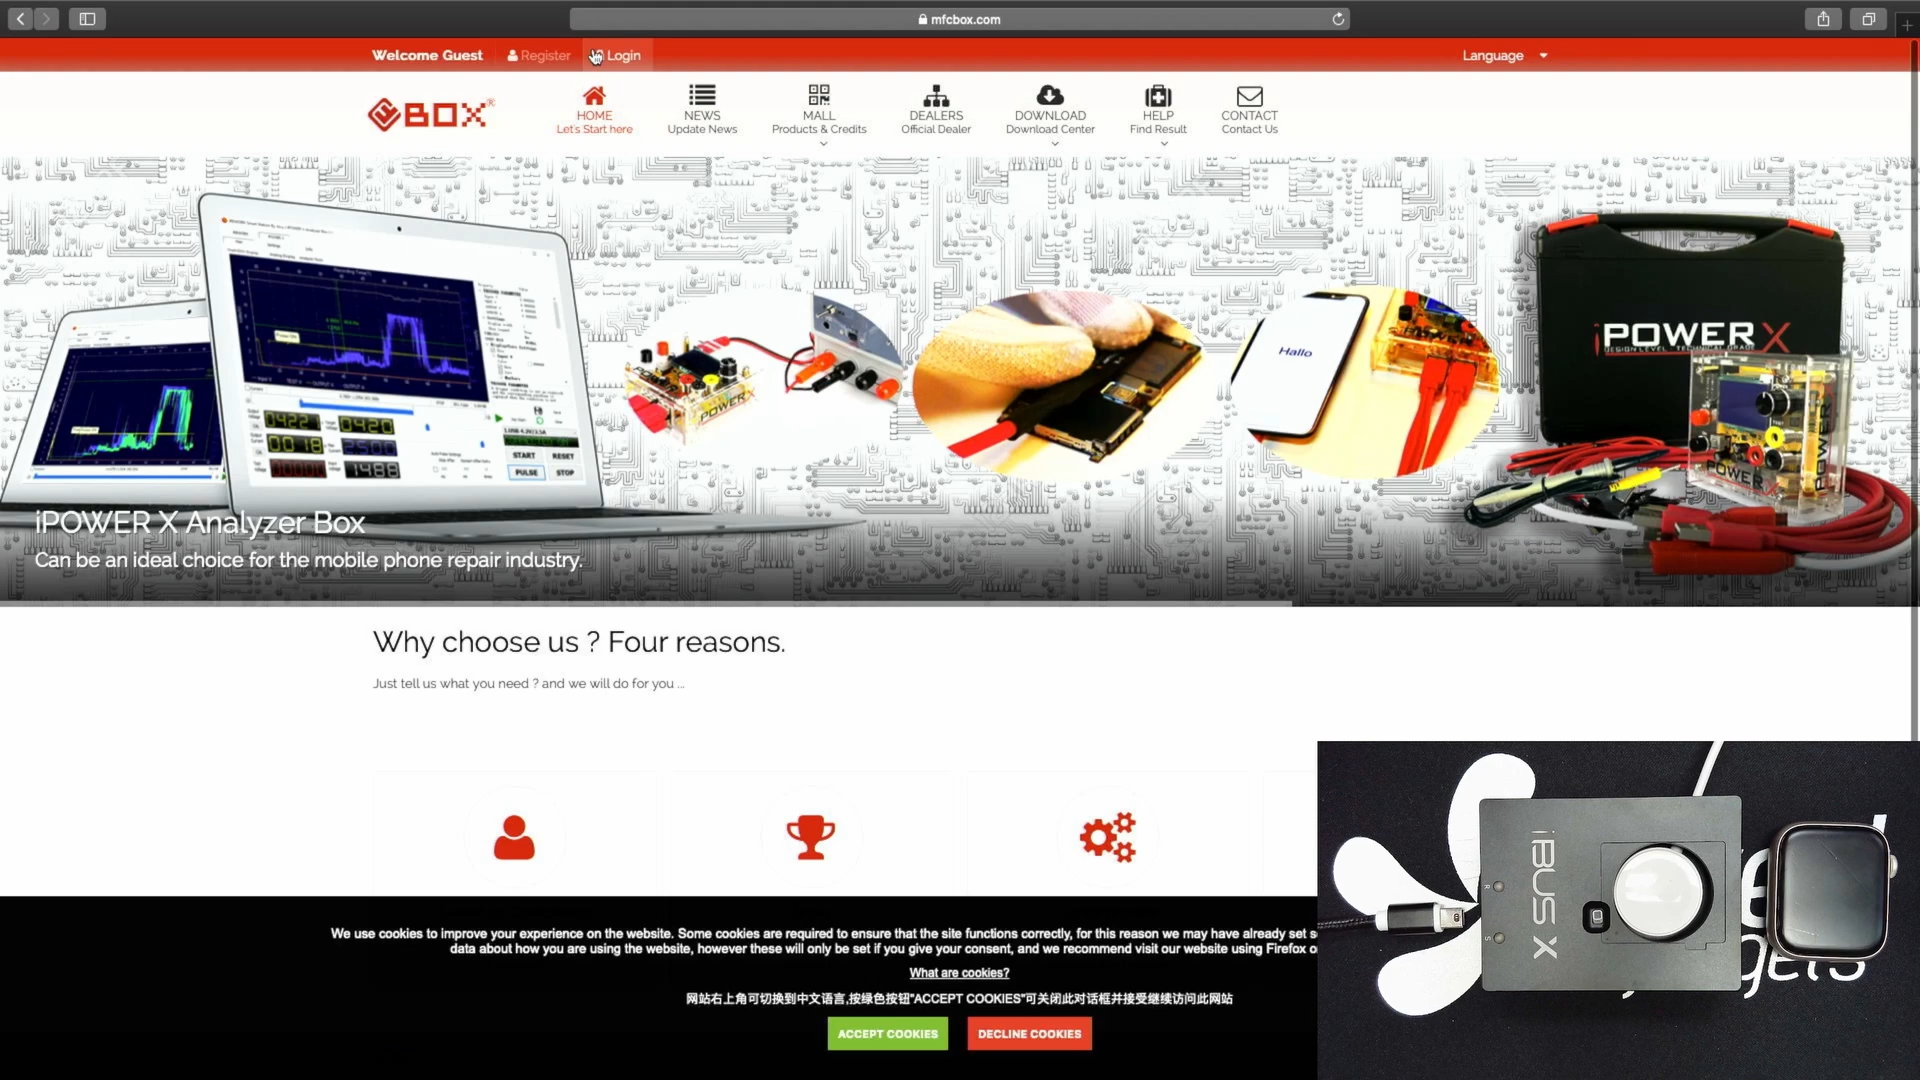 mfcbox.com
Welcome Guest
Register
Login
Language
BOX®
HOME
Let's Start here
NEWS
Update News
MALL
Products & Credits
DEALERS
Official Dealer
DOWNLOAD
Download Center
HELP
Find Result
CONTACT
Contact Us
Hallo
iPOWER X
POWER X
START
RESET
PULSE
STOP
iPOWER X Analyzer Box
Can be an ideal choice for the mobile phone repair industry.
Why choose us ? Four reasons.
Just tell us what you need ? and we will do for you ...
iBUS X
We use cookies to improve your experience on the website. Some cookies are required to ensure that the site functions correctly, for this reason we may have already set s
data about how you are using the website, however these will only be set if you give your consent, and we recommend visit our website using Firefox o
What are cookies?
网站右上角可切换到中文语言,按绿色按钮"ACCEPT COOKIES"可关闭此对话框并接受继续访问此网站
ACCEPT COOKIES
DECLINE COOKIES